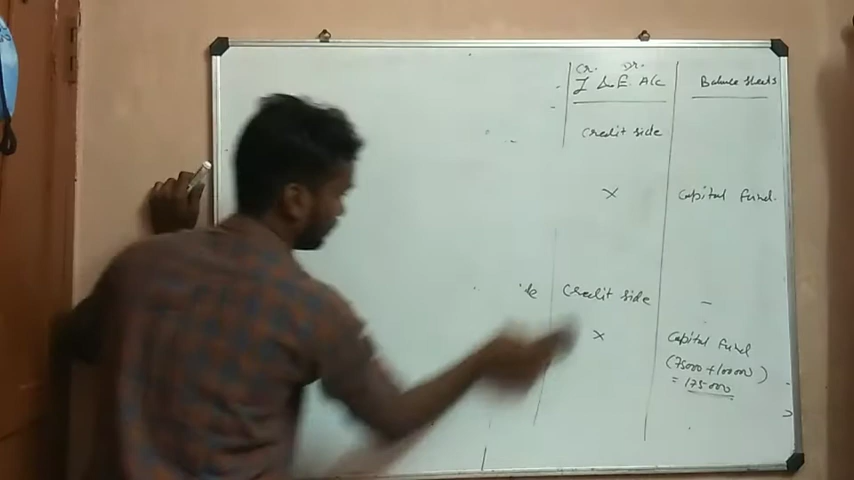 Cr. Dr.
I & E A/c
Balance sheets
Credit side
×
Capital fund.
Credit side
-
×
Capital fund
(75000 + 100000)
= 175000